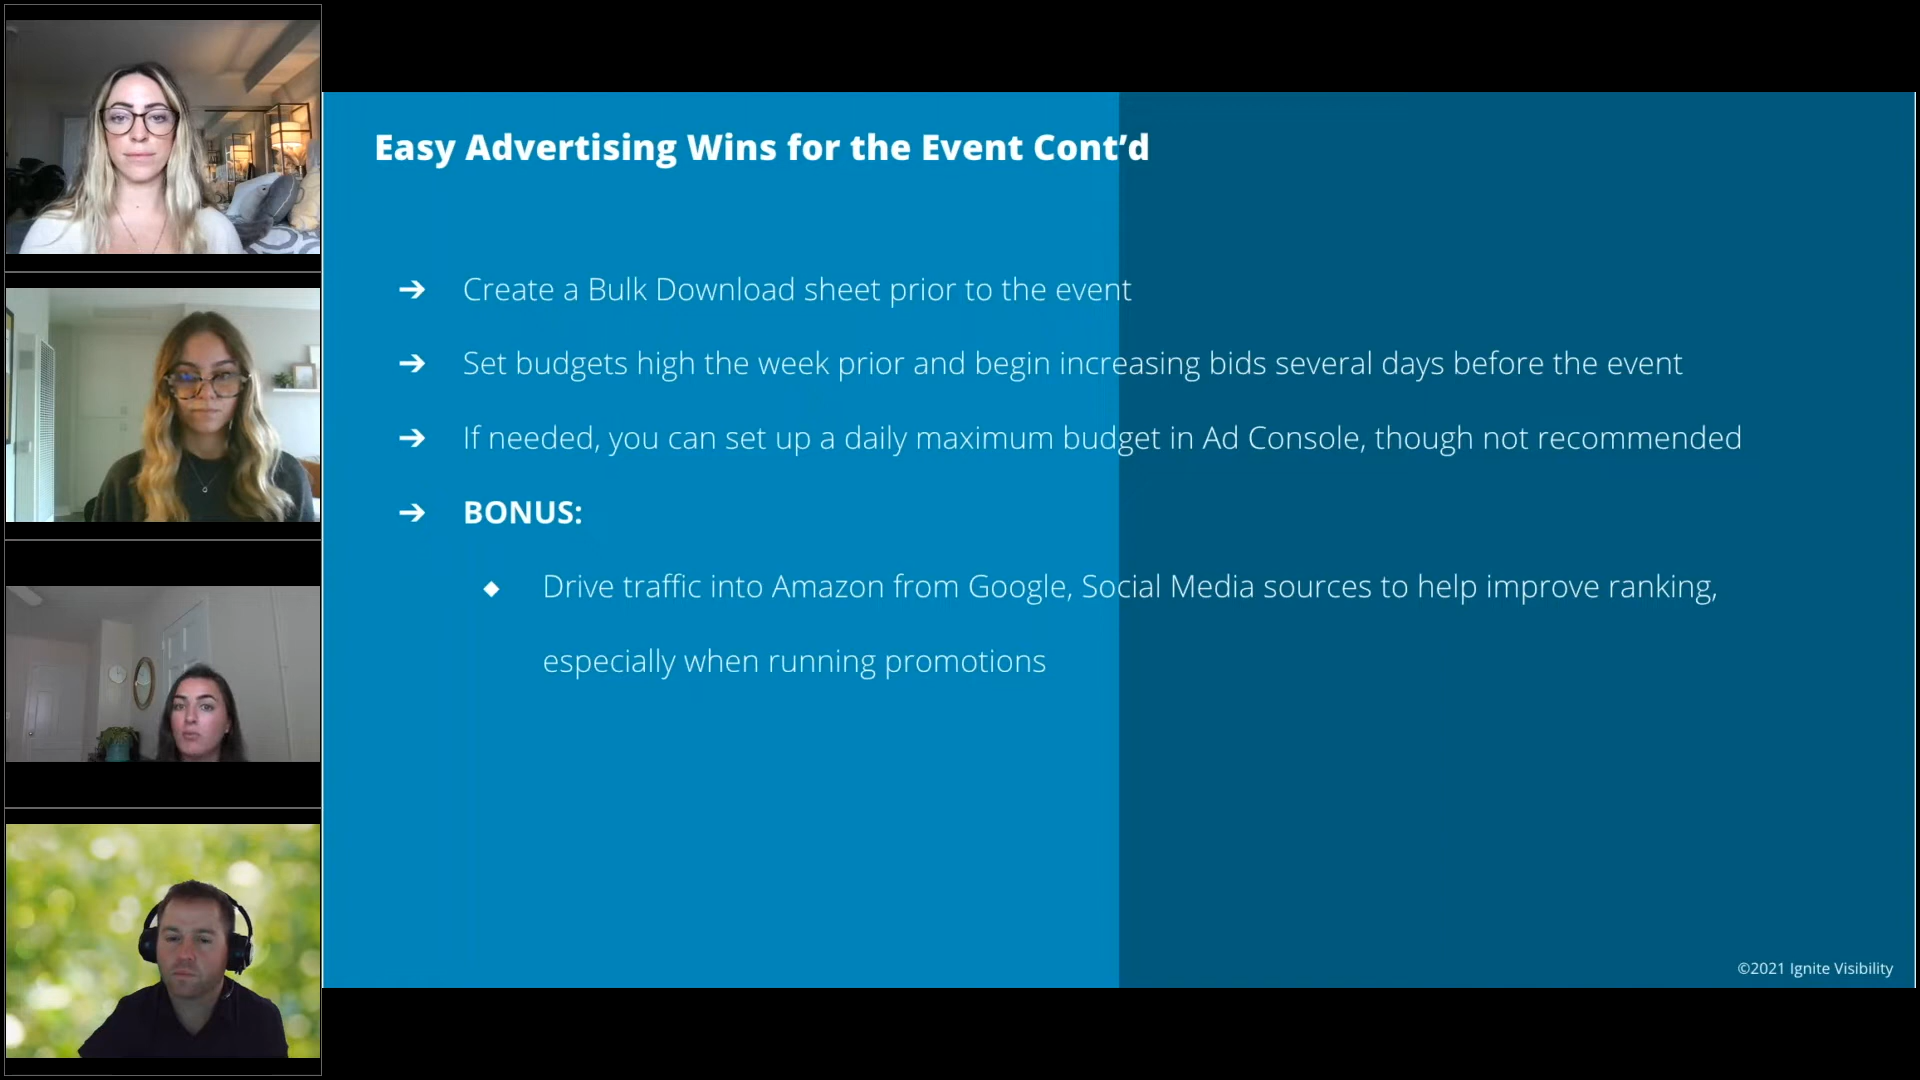 Easy Advertising Wins for the Event Cont’d
➔ Create a Bulk Download sheet prior to the event
➔ Set budgets high the week prior and begin increasing bids several days before the event
➔ If needed, you can set up a daily maximum budget in Ad Console, though not recommended
➔ BONUS:
◆ Drive traffic into Amazon from Google, Social Media sources to help improve ranking,
especially when running promotions
©2021 Ignite Visibility